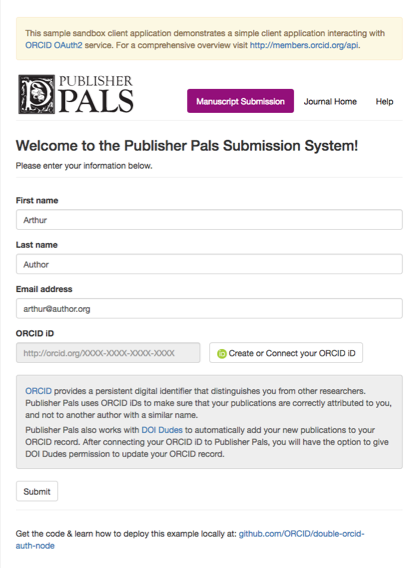 This sample sandbox client application demonstrates a simple client application interacting with
ORCID OAuth2 service. For a comprehensive overview visit http://members.orcid.org/api.
PUBLISHER
PALS
Manuscript Submission
Journal Home
Help
Welcome to the Publisher Pals Submission System!
Please enter your information below.
First name
Arthur
Last name
Author
Email address
arthur@author.org
ORCID iD
http://orcid.org/XXXX-XXXX-XXXX-XXXX
iD Create or Connect your ORCID iD
ORCID provides a persistent digital identifier that distinguishes you from other researchers.
Publisher Pals uses ORCID iDs to make sure that your publications are correctly attributed to you,
and not to another author with a similar name.
Publisher Pals also works with DOI Dudes to automatically add your new publications to your
ORCID record. After connecting your ORCID iD to Publisher Pals, you will have the option to give
DOI Dudes permission to update your ORCID record.
Submit
Get the code & learn how to deploy this example locally at: github.com/ORCID/double-orcid-
auth-node